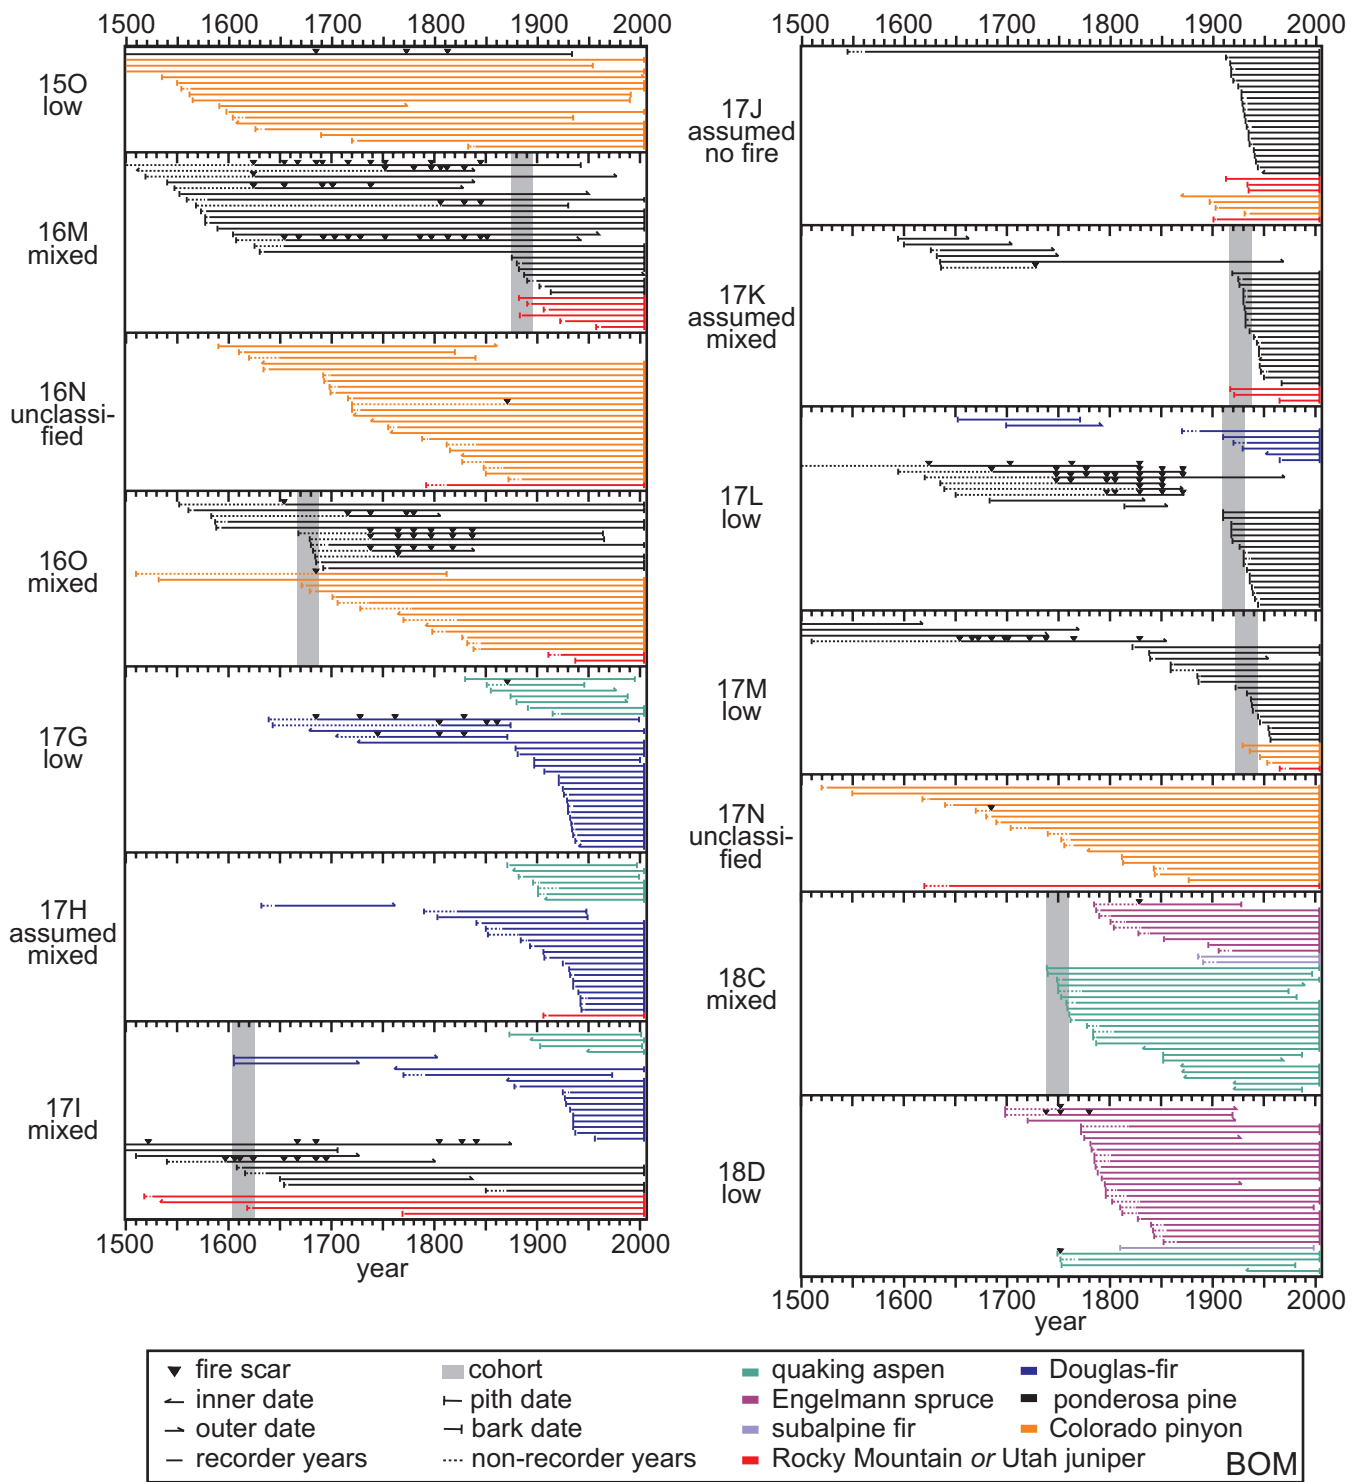 1500 1600 1700 1800 1900 2000
15O
low
16M
mixed
16N
unclassi-
fied
16O
mixed
17G
low
17H
assumed
mixed
17I
mixed
1500 1600 1700 1800 1900 2000
year
1500 1600 1700 1800 1900 2000
17J
assumed
no fire
17K
assumed
mixed
17L
low
17M
low
17N
unclassi-
fied
18C
mixed
18D
low
1500 1600 1700 1800 1900 2000
year
fire scar
inner date
outer date
recorder years
cohort
pith date
bark date
non-recorder years
quaking aspen
Engelmann spruce
subalpine fir
Rocky Mountain or Utah juniper
Douglas-fir
ponderosa pine
Colorado pinyon
BOM